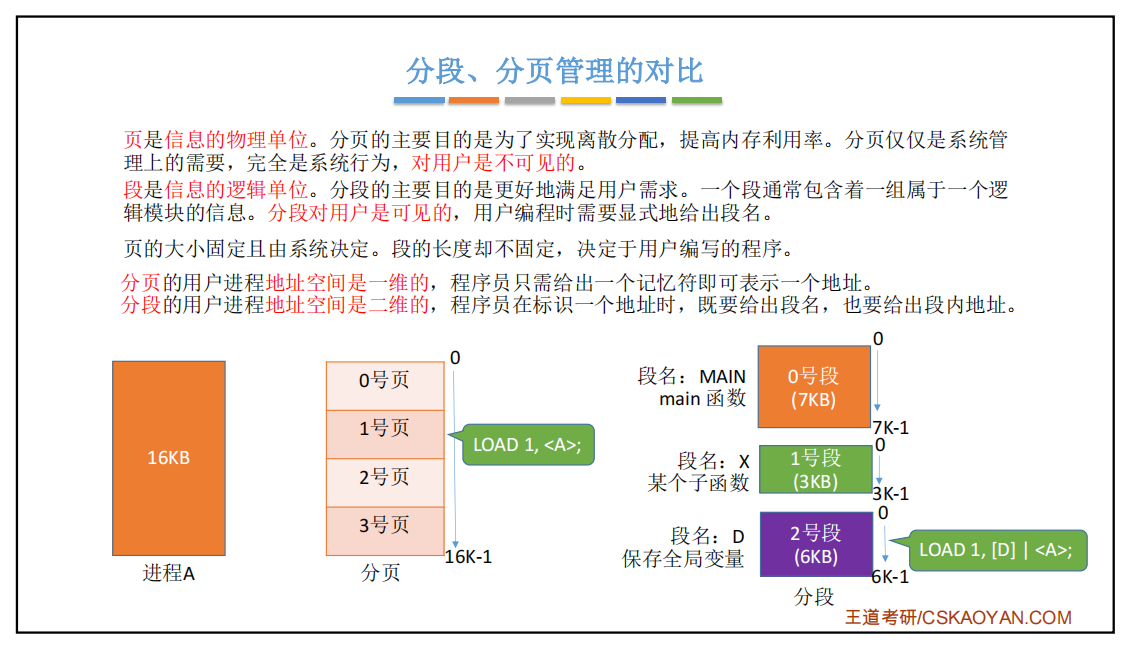 分段、分页管理的对比
页是信息的物理单位。分页的主要目的是为了实现离散分配，提高内存利用率。分页仅仅是系统管
理上的需要，完全是系统行为，对用户是不可见的。
段是信息的逻辑单位。分段的主要目的是更好地满足用户需求。一个段通常包含着一组属于一个逻
辑模块的信息。分段对用户是可见的，用户编程时需要显式地给出段名。
页的大小固定且由系统决定。段的长度却不固定，决定于用户编写的程序。
分页的用户进程地址空间是一维的，程序员只需给出一个记忆符即可表示一个地址。
分段的用户进程地址空间是二维的，程序员在标识一个地址时，既要给出段名，也要给出段内地址。
16KB
进程A
0
0号页
1号页
2号页
3号页
16K-1
LOAD 1, <A>;
分页
段名：MAIN
main 函数
0号段
(7KB)
0
7K-1
段名：X
某个子函数
1号段
(3KB)
0
3K-1
段名：D
保存全局变量
2号段
(6KB)
0
6K-1
LOAD 1, [D] | <A>;
分段
王道考研/CSKAOYAN.COM